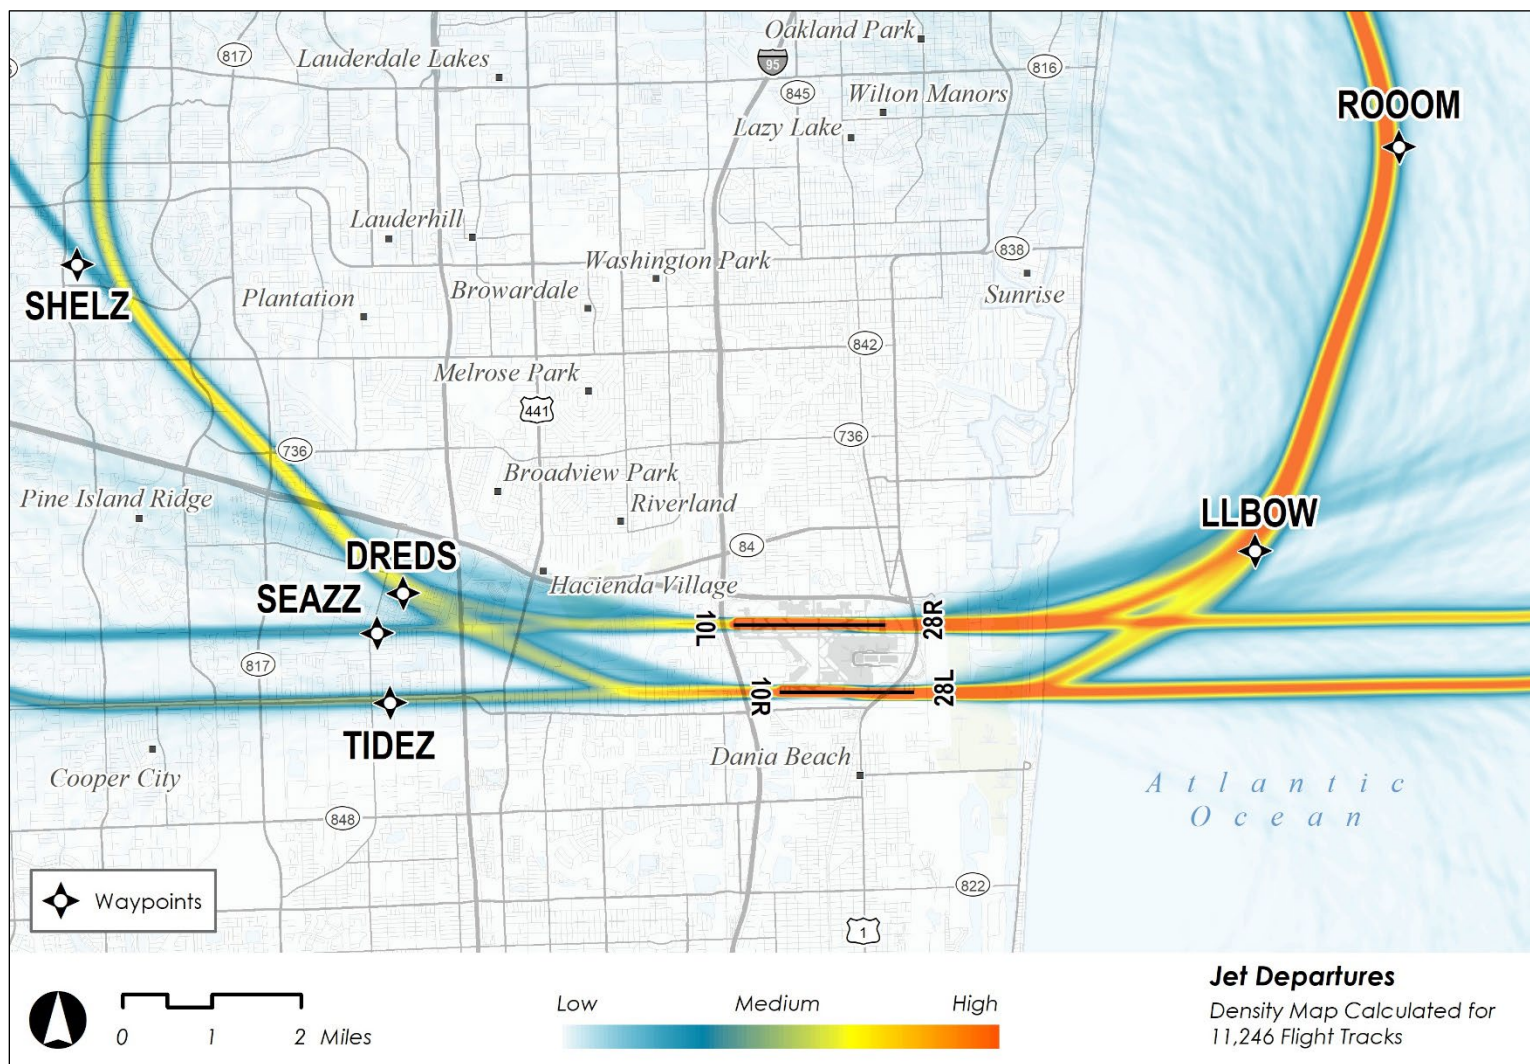 Oakland Park
817
Lauderdale Lakes
95
816
845
Wilton Manors
ROOOM
Lazy Lake
Lauderhill
838
Washington Park
SHELZ
Plantation
Browardale
Sunrise
842
Melrose Park
441
736
736
Broadview Park
Pine Island Ridge
Riverland
LLBOW
84
DREDS
Hacienda Village
SEAZZ
10L
28R
817
10R
28L
TIDEZ
Dania Beach
Cooper City
Atlantic
Ocean
848
822
Waypoints
1
Jet Departures
Low Medium High
Density Map Calculated for
11,246 Flight Tracks
0 1 2 Miles